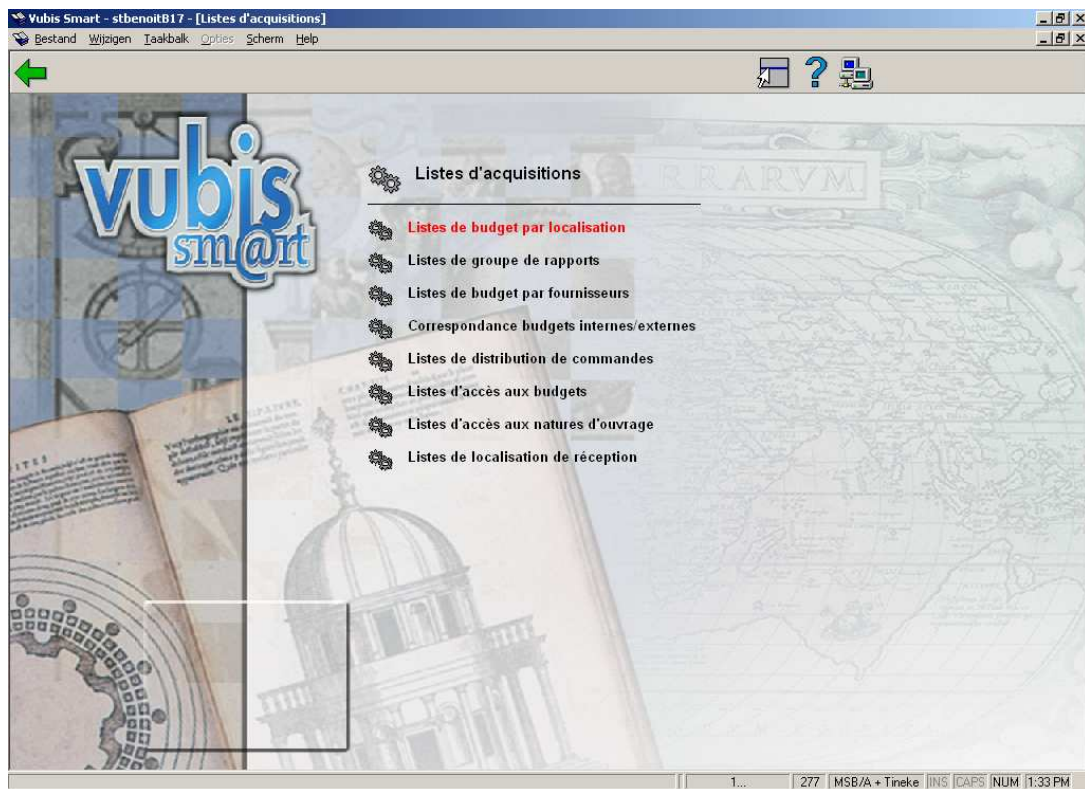 Vubis Smart - stbenoitB17 - [Listes d'acquisitions]
Bestand Wijzigen Taakbalk Opties Scherm Help
vubis
sm@rt
Listes d'acquisitions
Listes de budget par localisation
Listes de groupe de rapports
Listes de budget par fournisseurs
Correspondance budgets internes/externes
Listes de distribution de commandes
Listes d'accès aux budgets
Listes d'accès aux natures d'ouvrage
Listes de localisation de réception
1... 277 MSB/A + Tineke INS CAPS NUM 1:33 PM